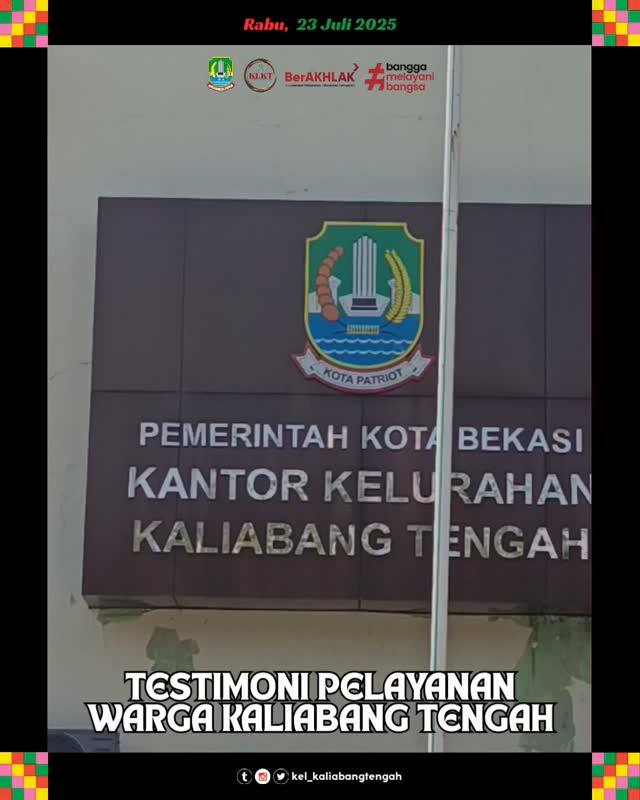 Rabu, 23 Juli 2025
KLKT
BerAKHLAK
#bangga
melayani
bangsa
KOTA PATRIOT
PEMERINTAH KOTA BEKASI
KANTOR KELURAHAN
KALIABANG TENGAH
TESTIMONI PELAYANAN
WARGA KALIABANG TENGAH
kel_kaliabangtengah